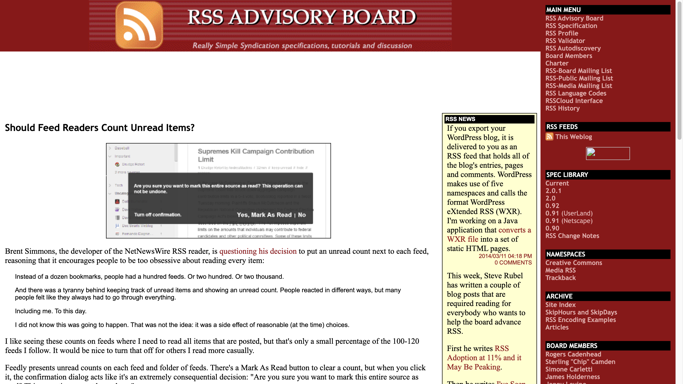 RSS ADVISORY BOARD
Really Simple Syndication specifications, tutorials and discussion
Should Feed Readers Count Unread Items?
Supremes Kill Campaign Contribution
Limit
Are you sure you want to mark this entire source as read? This operation can
not be undone.
Turn off confirmation.
Yes, Mark As Read | No
Brent Simmons, the developer of the NetNewsWire RSS reader, is questioning his decision to put an unread count next to each feed,
reasoning that it encourages people to be too obsessive about reading every item:
Instead of a dozen bookmarks, people had a hundred feeds. Or two hundred. Or two thousand.
And there was a tyranny behind keeping track of unread items and showing an unread count. People reacted in different ways, but many
people felt like they always had to go through everything.
Including me. To this day.
I did not know this was going to happen. That was not the idea: it was a side effect of reasonable (at the time) choices.
I like seeing these counts on feeds where I need to read all items that are posted, but that's only a small percentage of the 100-120
feeds I follow. It would be nice to turn that off for others I read more casually.
Feedly presents unread counts on each feed and folder of feeds. There's a Mark As Read button to clear a count, but when you click
it, the confirmation dialog acts like it's an extremely consequential decision: "Are you sure you want to mark this entire source as
RSS NEWS
If you export your
WordPress blog, it is
delivered to you as an
RSS feed that holds all of
the blog's entries, pages
and comments. WordPress
makes use of five
namespaces and calls the
format WordPress
eXtended RSS (WXR).
I'm working on a Java
application that converts a
WXR file into a set of
static HTML pages.
2014/03/11 04:18 PM
0 COMMENTS
This week, Steve Rubel
has written a couple of
blog posts that are
required reading for
everybody who wants to
help the board advance
RSS.
First he writes RSS
Adoption at 11% and it
May Be Peaking.
MAIN MENU
RSS Advisory Board
RSS Specification
RSS Profile
RSS Validator
RSS Autodiscovery
Board Members
Charter
RSS-Board Mailing List
RSS-Public Mailing List
RSS-Media Mailing List
RSS Language Codes
RSSCloud Interface
RSS History
RSS FEEDS
This Weblog
SPEC LIBRARY
Current
2.0.1
2.0
0.92
0.91 (UserLand)
0.91 (Netscape)
0.90
RSS Change Notes
NAMESPACES
Creative Commons
Media RSS
Trackback
ARCHIVE
Site Index
SkipHours and SkipDays
RSS Encoding Examples
Articles
BOARD MEMBERS
Rogers Cadenhead
Sterling "Chip" Camden
Simone Carletti
James Holderness